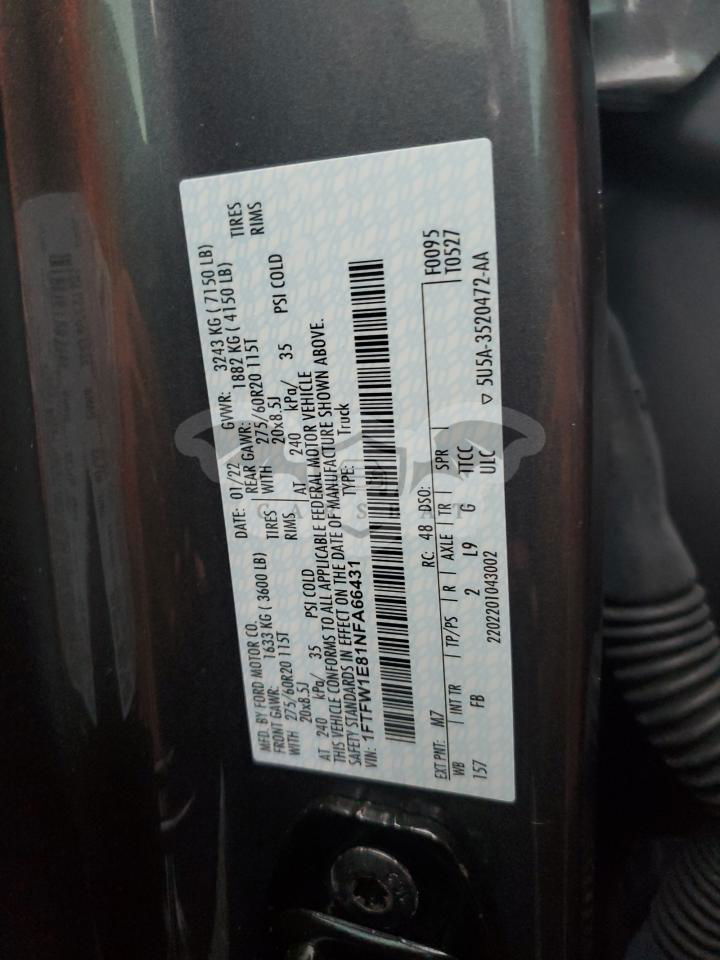 MFD. BY FORD MOTOR CO.
DATE: 01/22 GVWR: 3243 KG ( 7150 LB)
FRONT GAWR: 1633 KG ( 3600 LB) REAR GAWR: 1882 KG ( 4150 LB)
WITH 275/60R20 115T TIRES WITH 275/60R20 115T TIRES
20x8.5J RIMS 20x8.5J RIMS
AT 240 kPa/ 35 PSI COLD AT 240 kPa/ 35 PSI COLD
THIS VEHICLE CONFORMS TO ALL APPLICABLE FEDERAL MOTOR VEHICLE
SAFETY STANDARDS IN EFFECT ON THE DATE OF MANUFACTURE SHOWN ABOVE.
VIN: 1FTFW1E81NFA66431 TYPE: Truck
F0095
EXT PNT: M7 RC: 48 DSO: T0527
WB INT TR TP/PS R AXLE TR SPR
157 FB 2 L9 G TTCC
2202201043002 ULC ▽ 5U5A-3520472-AA